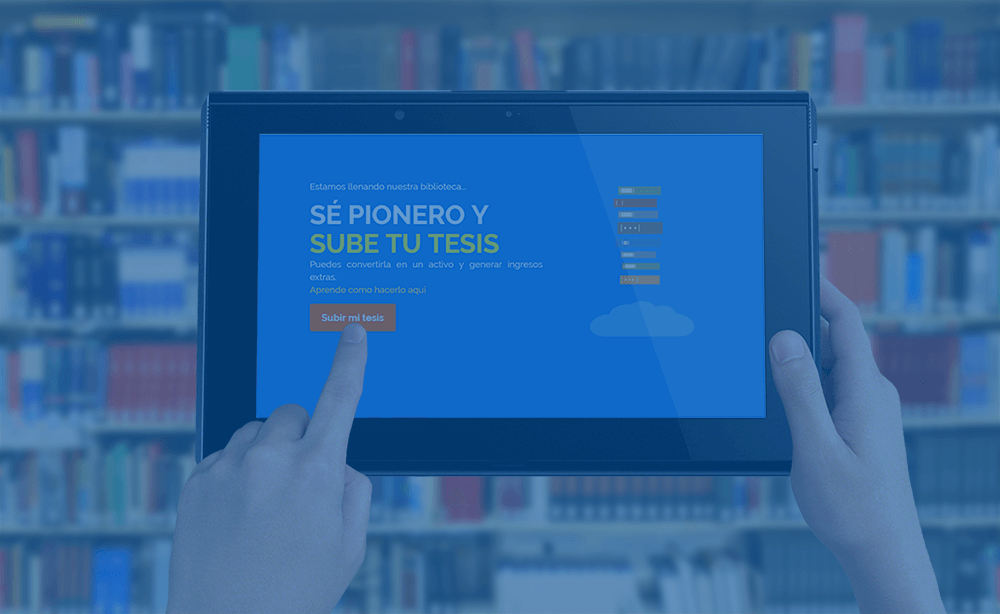 Estamos llenando nuestra biblioteca...
SÉ PIONERO Y
SUBE TU TESIS
Puedes convertirla en un activo y generar ingresos
extras.
Aprende como hacerlo aquí
Subir mi tesis